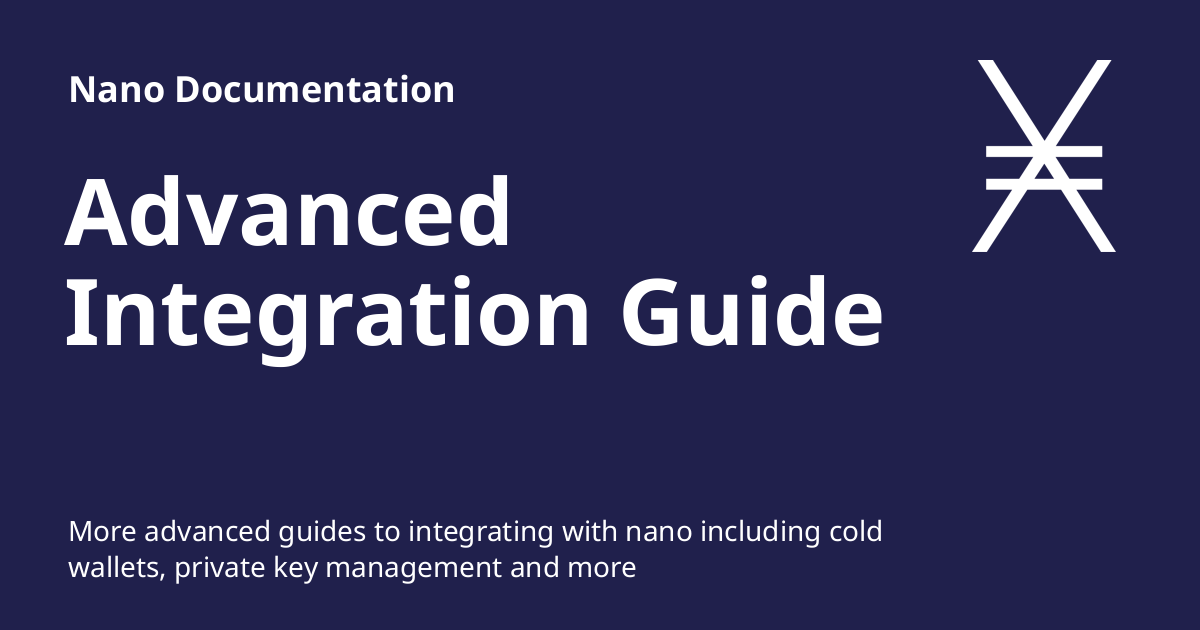 Nano Documentation
Advanced
Integration Guide
More advanced guides to integrating with nano including cold
wallets, private key management and more